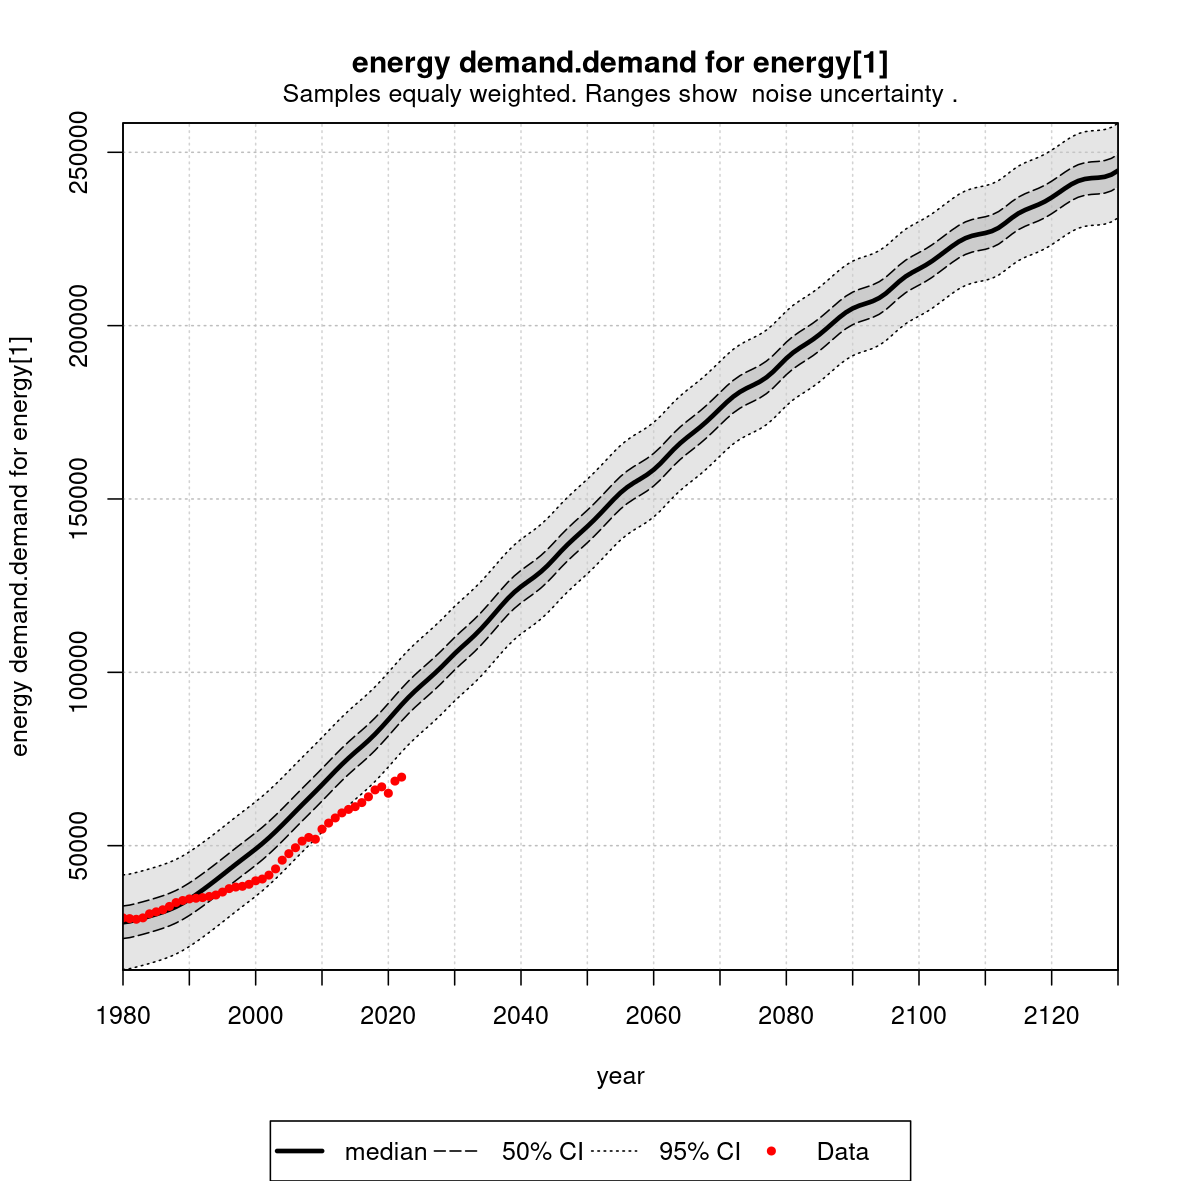 energy demand.demand for energy[1]
Samples equaly weighted. Ranges show  noise uncertainty .
energy demand.demand for energy[1]
250000
200000
150000
100000
50000
1980 2000 2020 2040 2060 2080 2100 2120
year
median 50% CI 95% CI Data